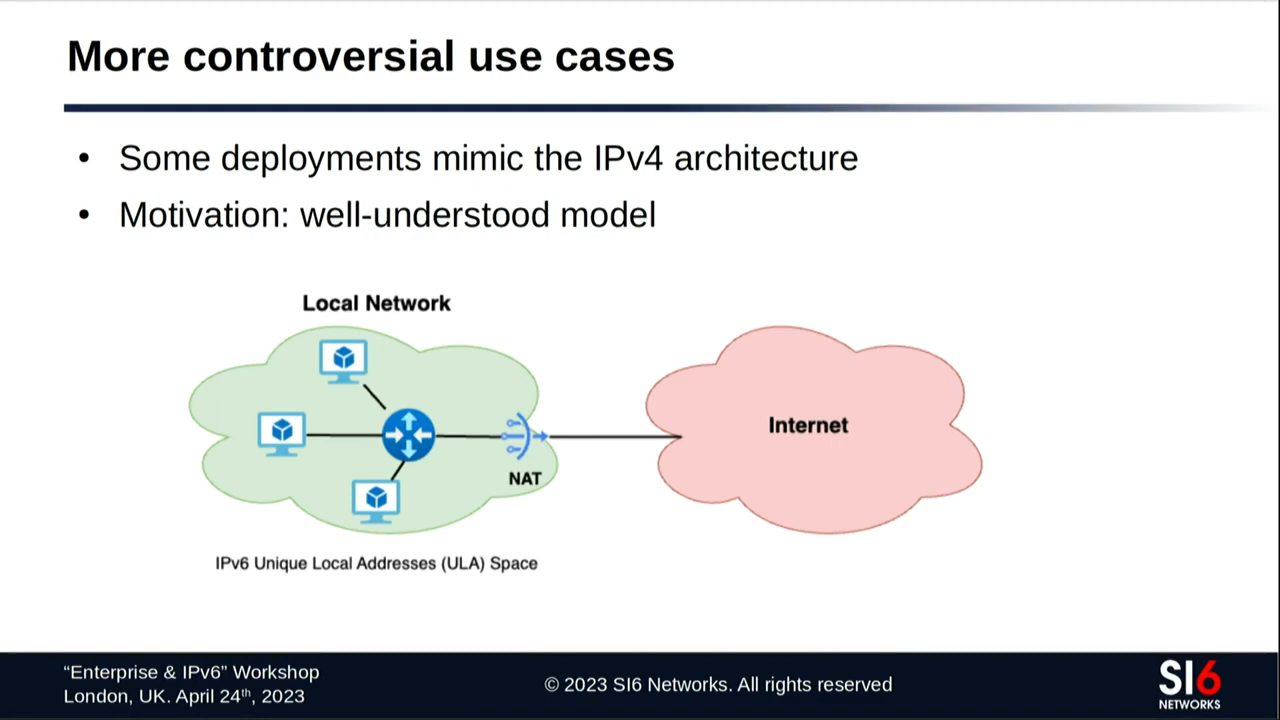 More controversial use cases
• Some deployments mimic the IPv4 architecture
• Motivation: well-understood model
Local Network
Internet
NAT
IPv6 Unique Local Addresses (ULA) Space
“Enterprise & IPv6” Workshop
London, UK. April 24th, 2023
© 2023 SI6 Networks. All rights reserved
SI6
NETWORKS